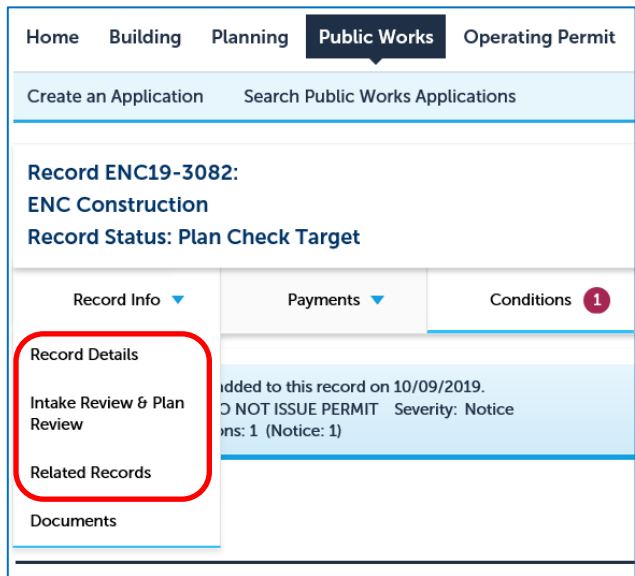 Home Building Planning Public Works Operating Permit
Create an Application Search Public Works Applications
Record ENC19-3082:
ENC Construction
Record Status: Plan Check Target
Record Info Payments Conditions 1
Record Details
Intake Review & Plan
Review
Related Records
Documents
added to this record on 10/09/2019.
NOT ISSUE PERMIT Severity: Notice
: 1 (Notice: 1)